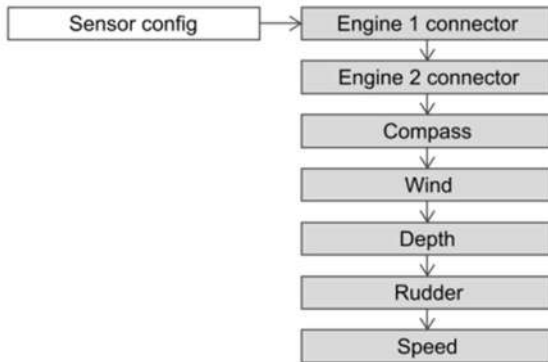 Sensor config
Engine 1 connector
Engine 2 connector
Compass
Wind
Depth
Rudder
Speed